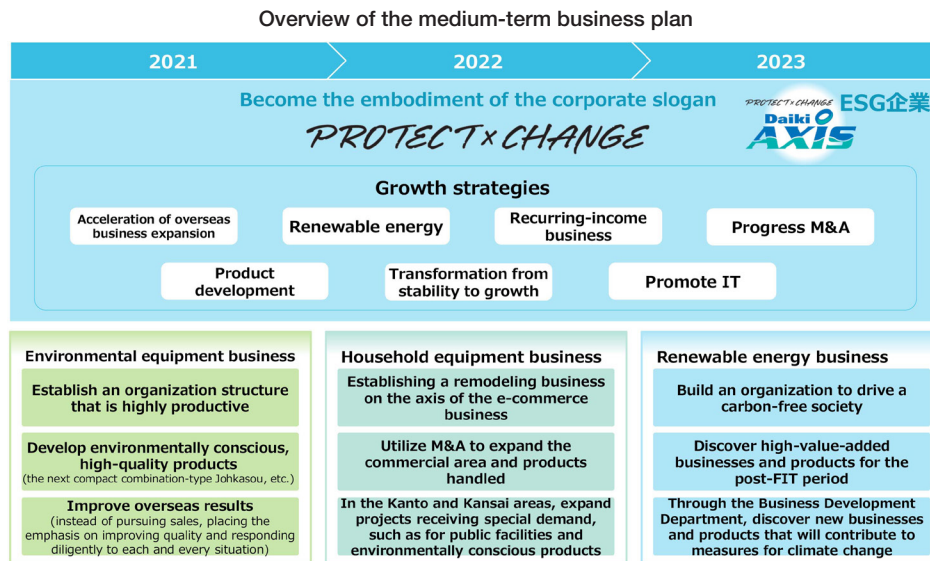 Overview of the medium-term business plan
2021
2022
2023
Become the embodiment of the corporate slogan
PROTECT×CHANGE
PROTECT×CHANGE
Daiki
AXIS
ESG企業
Growth strategies
Acceleration of overseas
business expansion
Renewable energy
Recurring-income
business
Progress M&A
Product
development
Transformation from
stability to growth
Promote IT
Environmental equipment business
Establish an organization structure
that is highly productive
Develop environmentally conscious,
high-quality products
(the next compact combination-type Johkasou, etc.)
Improve overseas results
(instead of pursuing sales, placing the
emphasis on improving quality and responding
diligently to each and every situation)
Household equipment business
Establishing a remodeling business
on the axis of the e-commerce
business
Utilize M&A to expand the
commercial area and products
handled
In the Kanto and Kansai areas, expand
projects receiving special demand,
such as for public facilities and
environmentally conscious products
Renewable energy business
Build an organization to drive a
carbon-free society
Discover high-value-added
businesses and products for the
post-FIT period
Through the Business Development
Department, discover new businesses
and products that will contribute to
measures for climate change